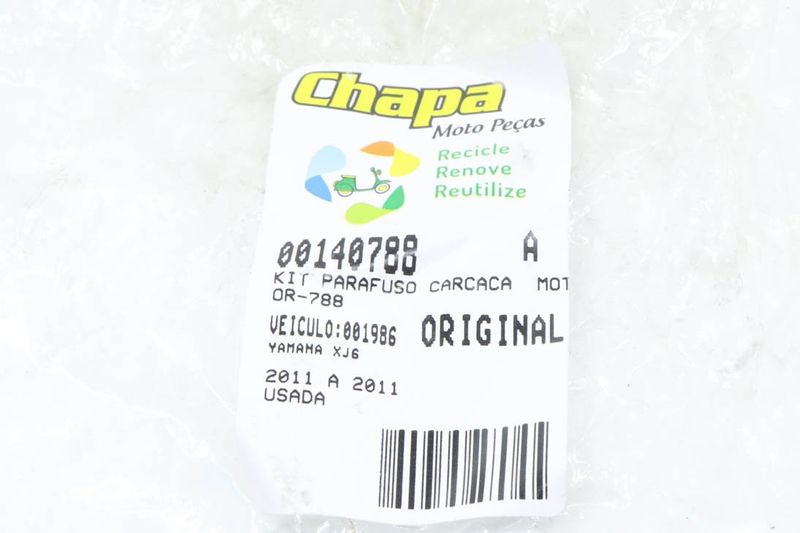 Chapa
Moto Peças
Recicle
Renove
Reutilize
00140788 A
KIT PARAFUSO CARCACA MOT
OR-788
VEICULO:001986 ORIGINAL
YAMAHA XJ6
2011 A 2011
USADA